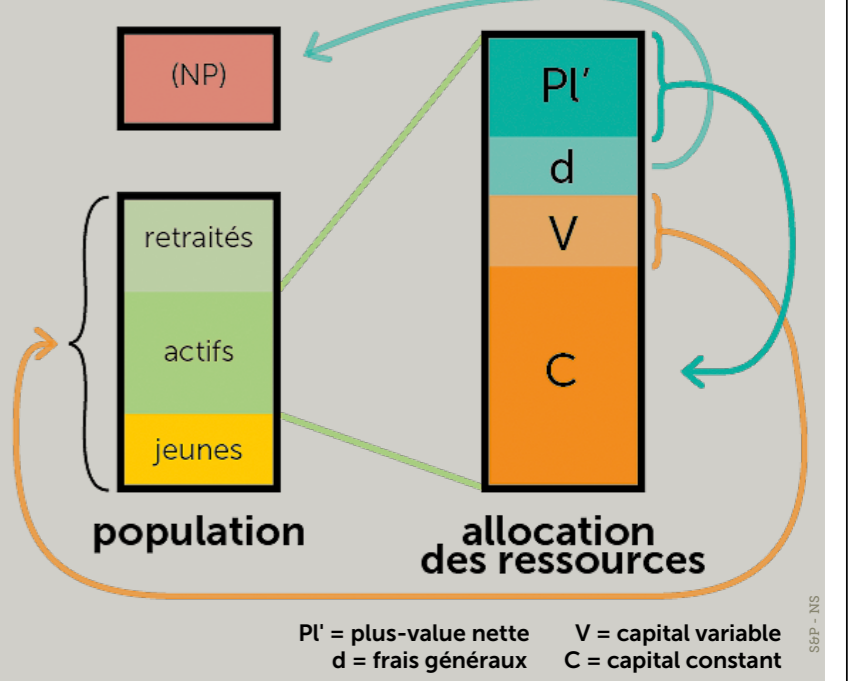 (NP)
retraités
actifs
jeunes
population
Pl′
d
V
C
allocation
des ressources
Pl' = plus-value nette
d = frais généraux
V = capital variable
C = capital constant
S&P - NS